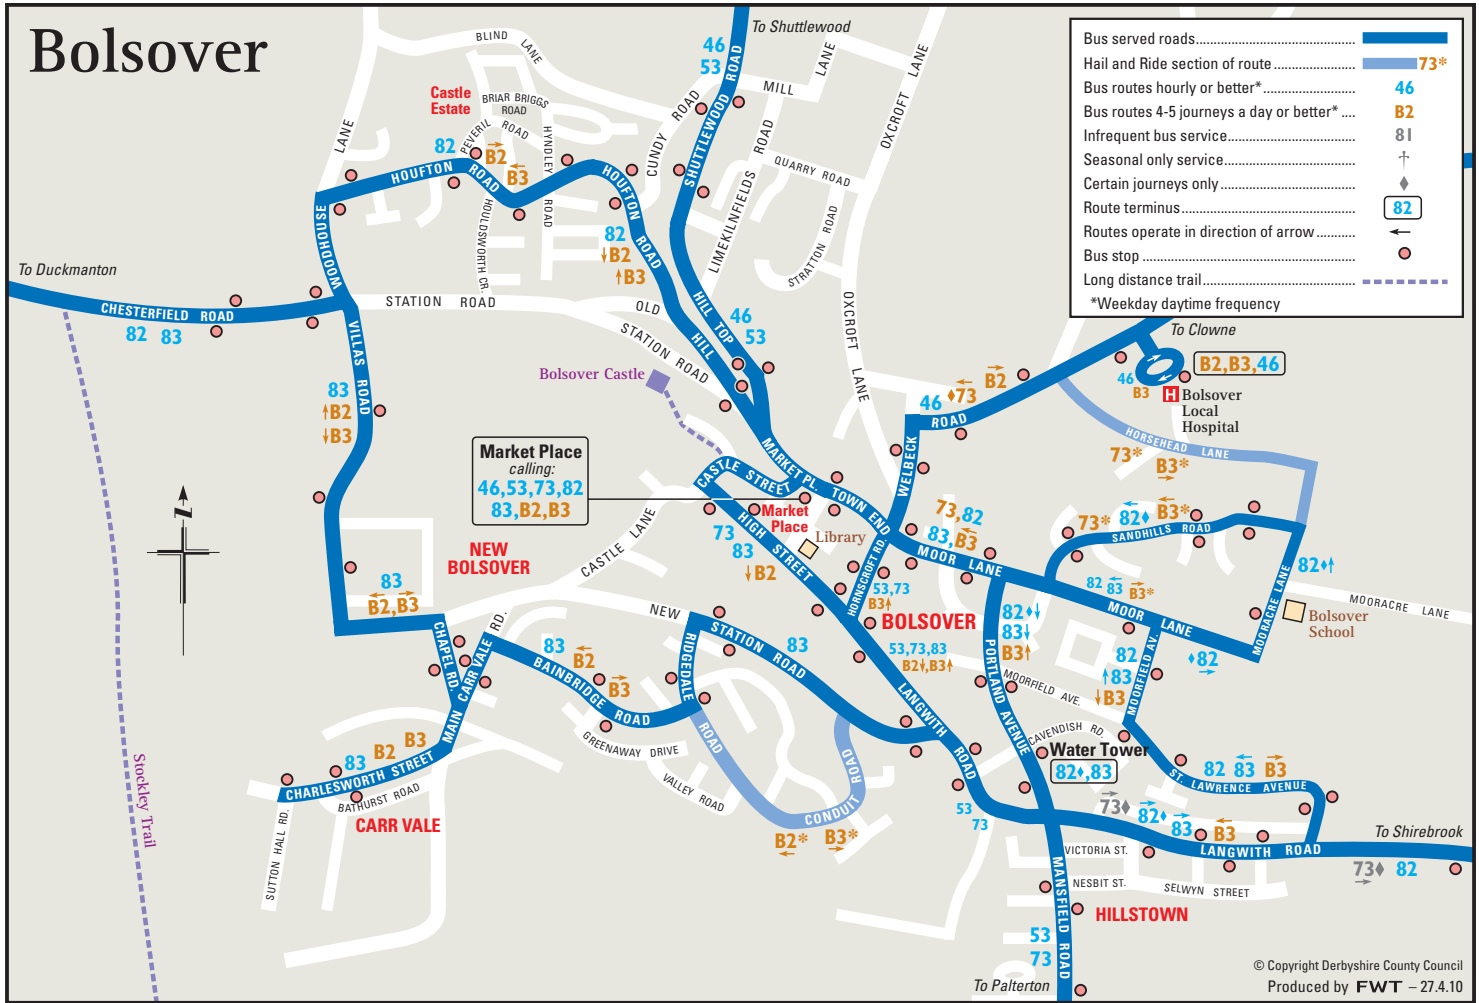 Bolsover
To Shuttlewood
Bus served roads
Hail and Ride section of route 73*
Bus routes hourly or better* 46
Bus routes 4-5 journeys a day or better* B2
Infrequent bus service 81
Seasonal only service †
Certain journeys only ♦
Route terminus 82
Routes operate in direction of arrow ←
Bus stop
Long distance trail
*Weekday daytime frequency
BLIND LANE
Castle
Estate
BRIAR BRIGGS
ROAD
PEVERIL ROAD
HYNDLEY ROAD
LANE
82
→
B2
←
B3
HOUFTON ROAD
HOULDSWORTH CR.
HOUFTON ROAD
82
↓B2
↑B3
46
53
SHUTTLEWOOD ROAD
CUNDY ROAD
MILL LANE
LIMEKILNFIELDS ROAD
QUARRY ROAD
STRATTON ROAD
OXCROFT LANE
OXCROFT LANE
WOODHOUSE
To Duckmanton
CHESTERFIELD ROAD
82 83
STATION ROAD
OLD HILL
STATION ROAD
HILL TOP
46
53
VILLAS ROAD
83
↑B2
↓B3
Bolsover Castle
Market Place
calling:
46,53,73,82
83,B2,B3
CASTLE STREET
MARKET PL.
TOWN END
Market
Place
Library
HIGH STREET
73
83
↓B2
CASTLE LANE
NEW
BOLSOVER
N
83
← →
B2,B3
To Clowne
B2,B3,46
46
B3
H Bolsover
Local
Hospital
←
♦73
→
B2
46
WELBECK ROAD
HORSEHEAD LANE
73*
B3*
→
73,82
83,←
B3
MOOR LANE
73*
←
82♦
←
B3*
SANDHILLS ROAD
82♦↑
MOORACRE LANE
MOORACRE LANE
Bolsover
School
82
←
83
→
B3*
MOOR LANE
♦82
→
HORNSCROFT RD.
53,73
B3↑
BOLSOVER
53,73,83
B2↓,B3↑
82♦↓
83↓
B3↑
PORTLAND AVENUE
MOORFIELD AVE.
CAVENDISH RD.
82
↑83
↓B3
MOORFIELD AV.
Water Tower
82♦,83
82
←
83
→
B3
ST. LAWRENCE AVENUE
NEW STATION ROAD
83
RIDGEDALE ROAD
LANGWITH ROAD
CHAPEL RD.
MAIN CARR VALE RD.
BAINBRIDGE ROAD
83
←
B2
→
B3
GREENAWAY DRIVE
VALLEY ROAD
CONDUIT ROAD
B2*
←
B3*
→
83 B2 B3
CHARLESWORTH STREET
BATHURST ROAD
CARR VALE
SUTTON HALL RD.
Stockley Trail
53
73
→
73♦
→
82♦
→
83
←
B3
LANGWITH ROAD
To Shirebrook
73♦ 82
→
VICTORIA ST.
NESBIT ST.
SELWYN STREET
HILLSTOWN
MANSFIELD ROAD
53
73
To Palterton
© Copyright Derbyshire County Council
Produced by FWT – 27.4.10